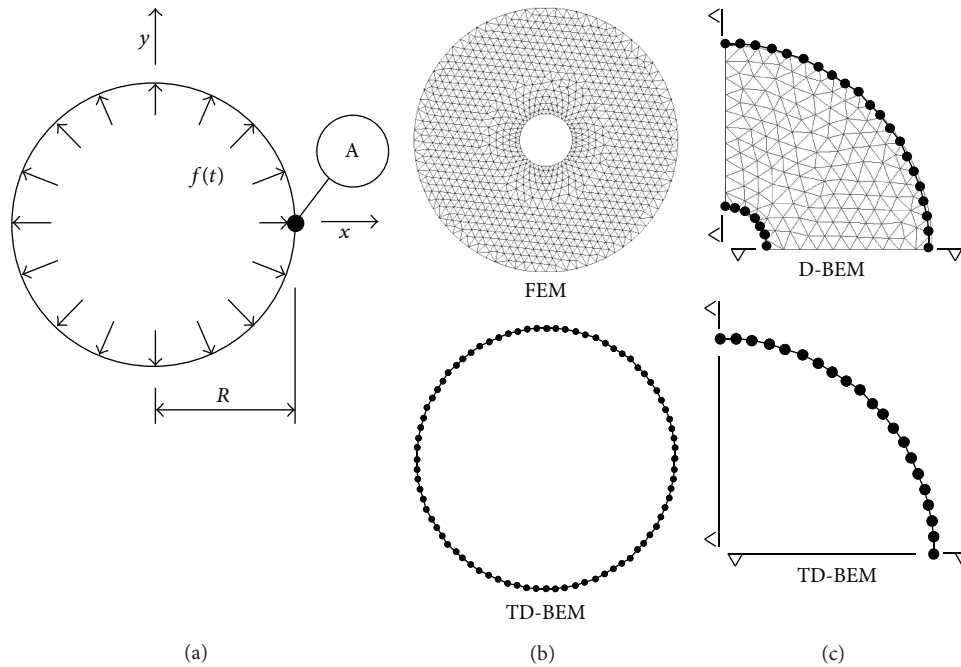 y
A
f(t)
x
R
FEM
TD-BEM
D-BEM
TD-BEM
(a)
(b)
(c)